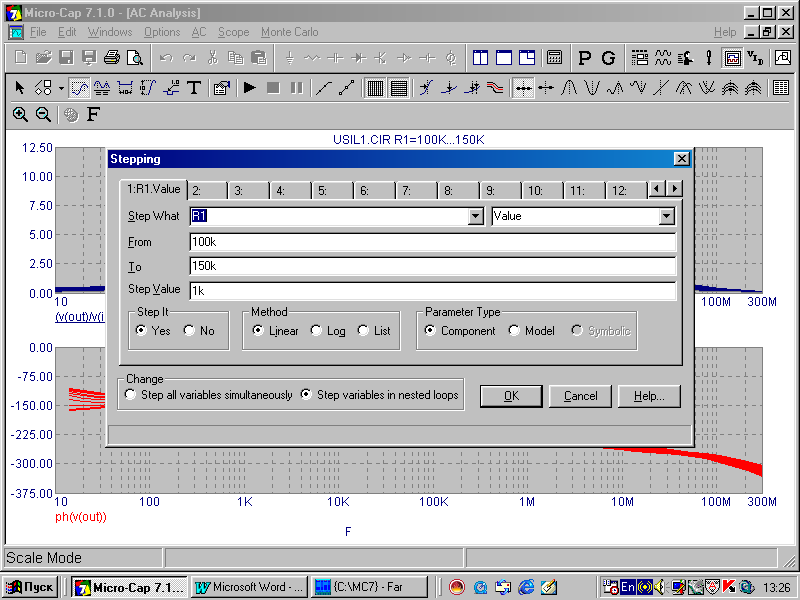 Micro-Cap 7.1.0 - [AC Analysis]
File Edit Windows Options AC Scope Monte Carlo Help
P G
T
F
USIL1.CIR R1=100K...150K
12.50
10.00
7.50
5.00
2.50
0.00
10 100M 300M
(v(out)/v(i
Stepping
1:R1.Value 2: 3: 4: 5: 6: 7: 8: 9: 10: 11: 12:
Step What R1 Value
From 100k
To 150k
Step Value 1k
Step It Method Parameter Type
Yes No Linear Log List Component Model Symbolic
Change
Step all variables simultaneously Step variables in nested loops OK Cancel Help...
0.00
-75.00
-150.00
-225.00
-300.00
-375.00
10 100 1K 10K 100K 1M 10M 100M 300M
ph(v(out))
F
Scale Mode
Пуск Micro-Cap 7.1... Microsoft Word - ... {C:\MC7} - Far En 13:26